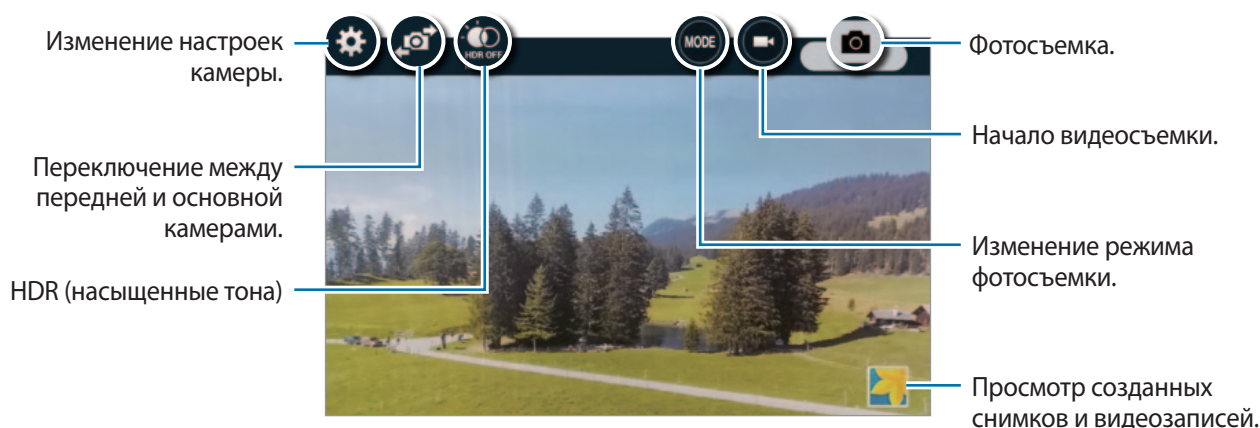 Изменение настроек
камеры.
Переключение между
передней и основной
камерами.
HDR (насыщенные тона)
HDR OFF
MODE
Фотосъемка.
Начало видеосъемки.
Изменение режима
фотосъемки.
Просмотр созданных
снимков и видеозаписей.